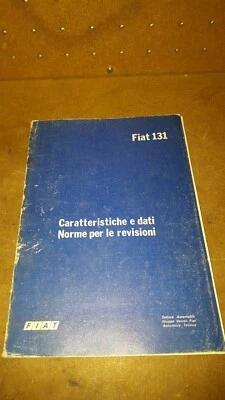 Fiat 131
Caratteristiche e dati
Norme per le revisioni
FIAT